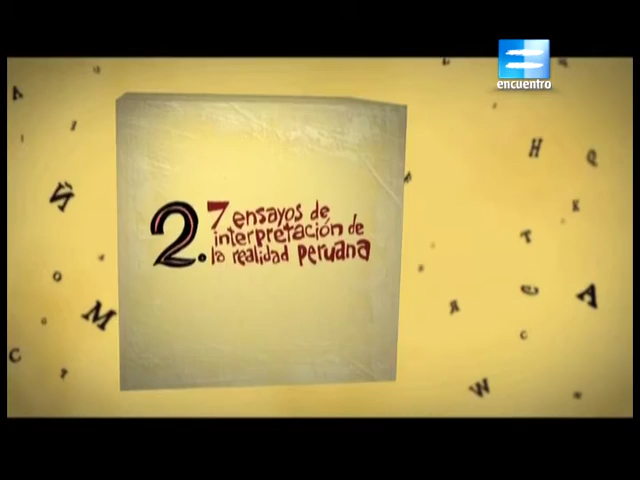 encuentro
2. 7 ensayos de
interpretación de
la realidad peruana